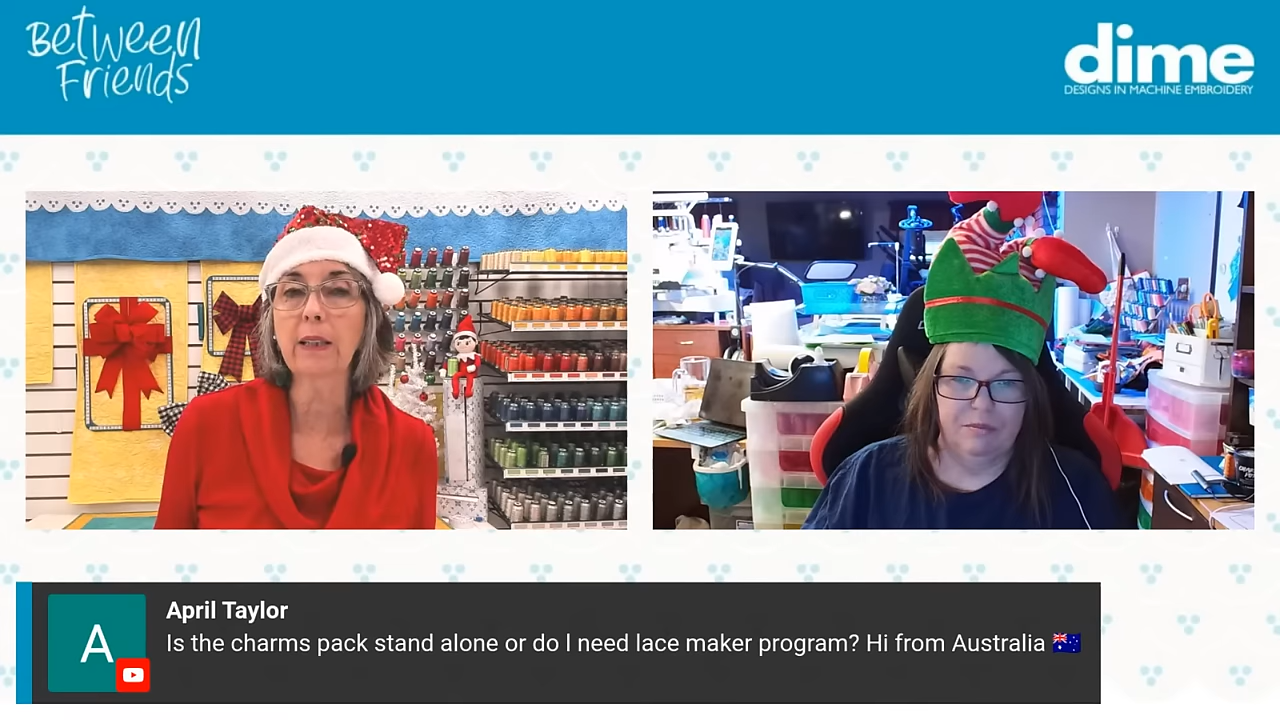 Between
Friends
dime
DESIGNS IN MACHINE EMBROIDERY
A
April Taylor
Is the charms pack stand alone or do I need lace maker program? Hi from Australia 🇦🇺